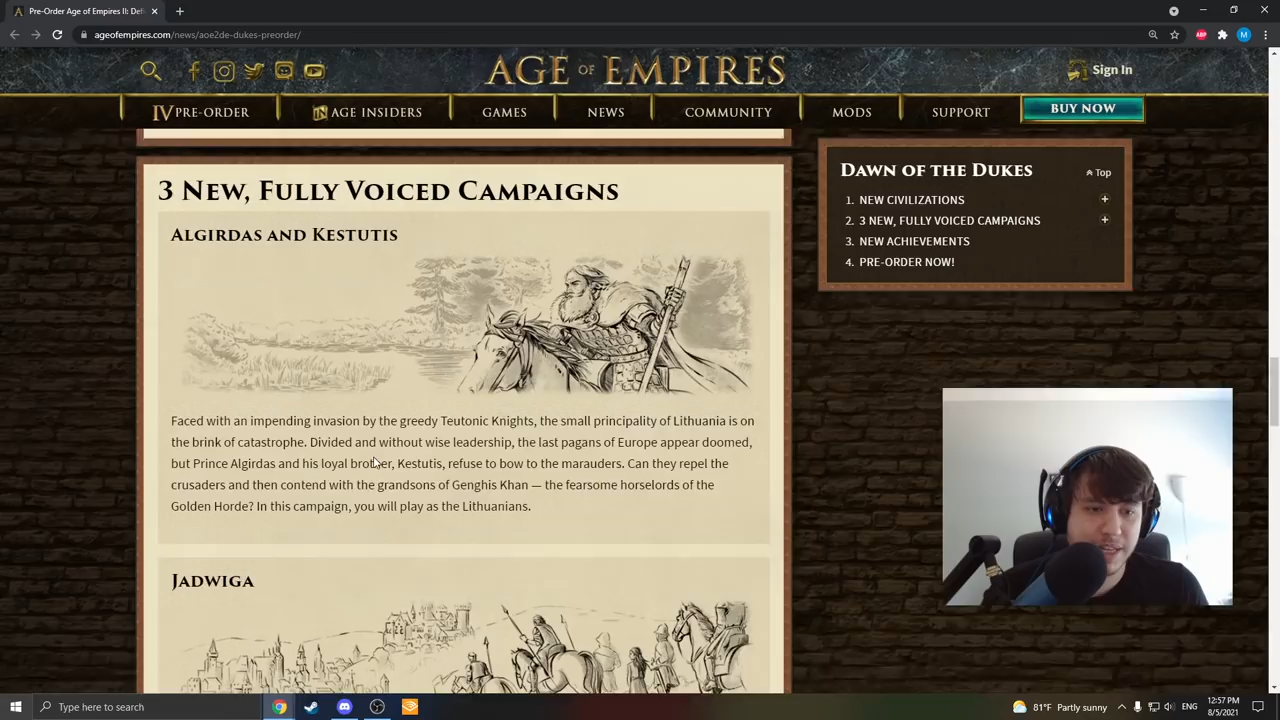 Pre-Order Age of Empires II: Def
ageofempires.com/news/aoe2de-dukes-preorder/
ABP
M
AGE OF EMPIRES
Sign In
IV PRE-ORDER
AGE INSIDERS
GAMES
NEWS
COMMUNITY
MODS
SUPPORT
BUY NOW
3 New, Fully Voiced Campaigns
Algirdas and Kestutis
Faced with an impending invasion by the greedy Teutonic Knights, the small principality of Lithuania is on
the brink of catastrophe. Divided and without wise leadership, the last pagans of Europe appear doomed,
but Prince Algirdas and his loyal brother, Kestutis, refuse to bow to the marauders. Can they repel the
crusaders and then contend with the grandsons of Genghis Khan — the fearsome horselords of the
Golden Horde? In this campaign, you will play as the Lithuanians.
Jadwiga
Dawn of the Dukes
Top
1. NEW CIVILIZATIONS
2. 3 NEW, FULLY VOICED CAMPAIGNS
3. NEW ACHIEVEMENTS
4. PRE-ORDER NOW!
Type here to search
81°F Partly sunny
ENG
12:57 PM
8/5/2021